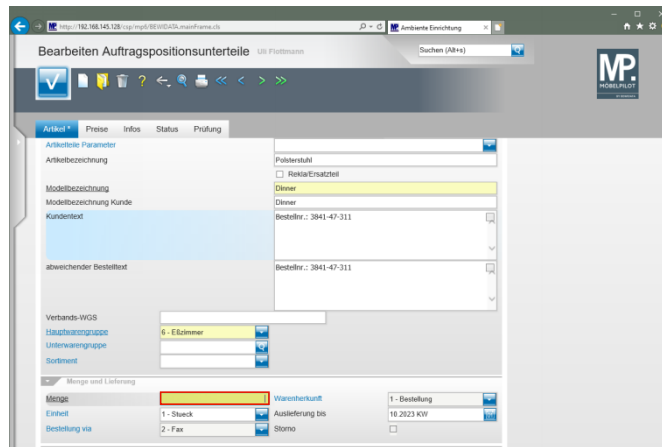 http://192.168.145.128/csp/mp8/BEWIDATA.mainFrame.cls
MP Ambiente Einrichtung
Bearbeiten Auftragspositionsunterteile Uli Flottmann
Suchen (Alt+s)
MP.
MÖBELPILOT
Artikel * Preise Infos Status Prüfung
Artikelteile Parameter
Artikelbezeichnung Polsterstuhl
Rekla/Ersatzteil
Modellbezeichnung Dinner
Modellbezeichnung Kunde Dinner
Kundentext Bestellnr.: 3841-47-311
abweichender Bestelltext Bestellnr.: 3841-47-311
Verbands-WGS
Hauptwarengruppe 6 - Eßzimmer
Unterwarengruppe
Sortiment
Menge und Lieferung
Menge Warenherkunft 1 - Bestellung
Einheit 1 - Stueck Auslieferung bis 10.2023 KW
Bestellung via 2 - Fax Storno